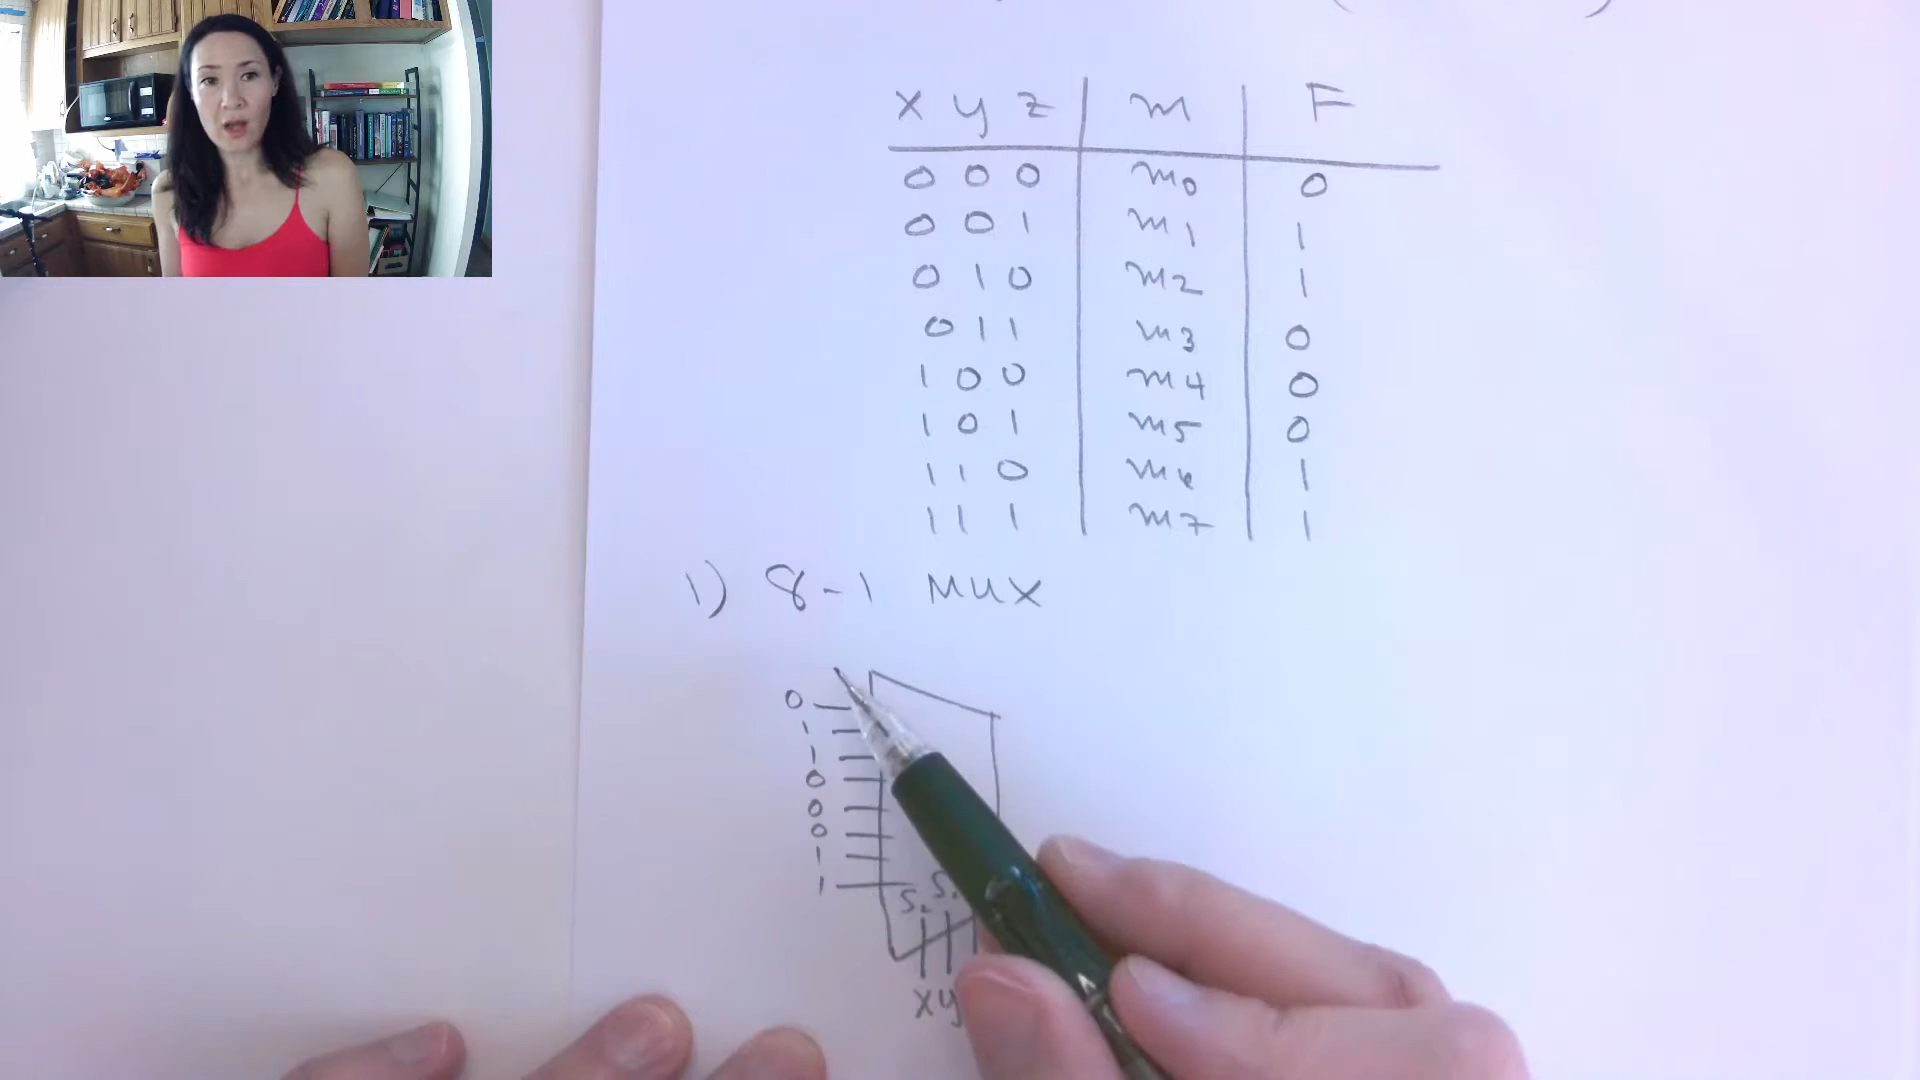 x y z m F
0 0 0 m0 0
0 0 1 m1 1
0 1 0 m2 1
0 1 1 m3 0
1 0 0 m4 0
1 0 1 m5 0
1 1 0 m6 1
1 1 1 m7 1
1) 8-1 MUX
0
1
1
0
0
0
1
1
S2 S1
x y